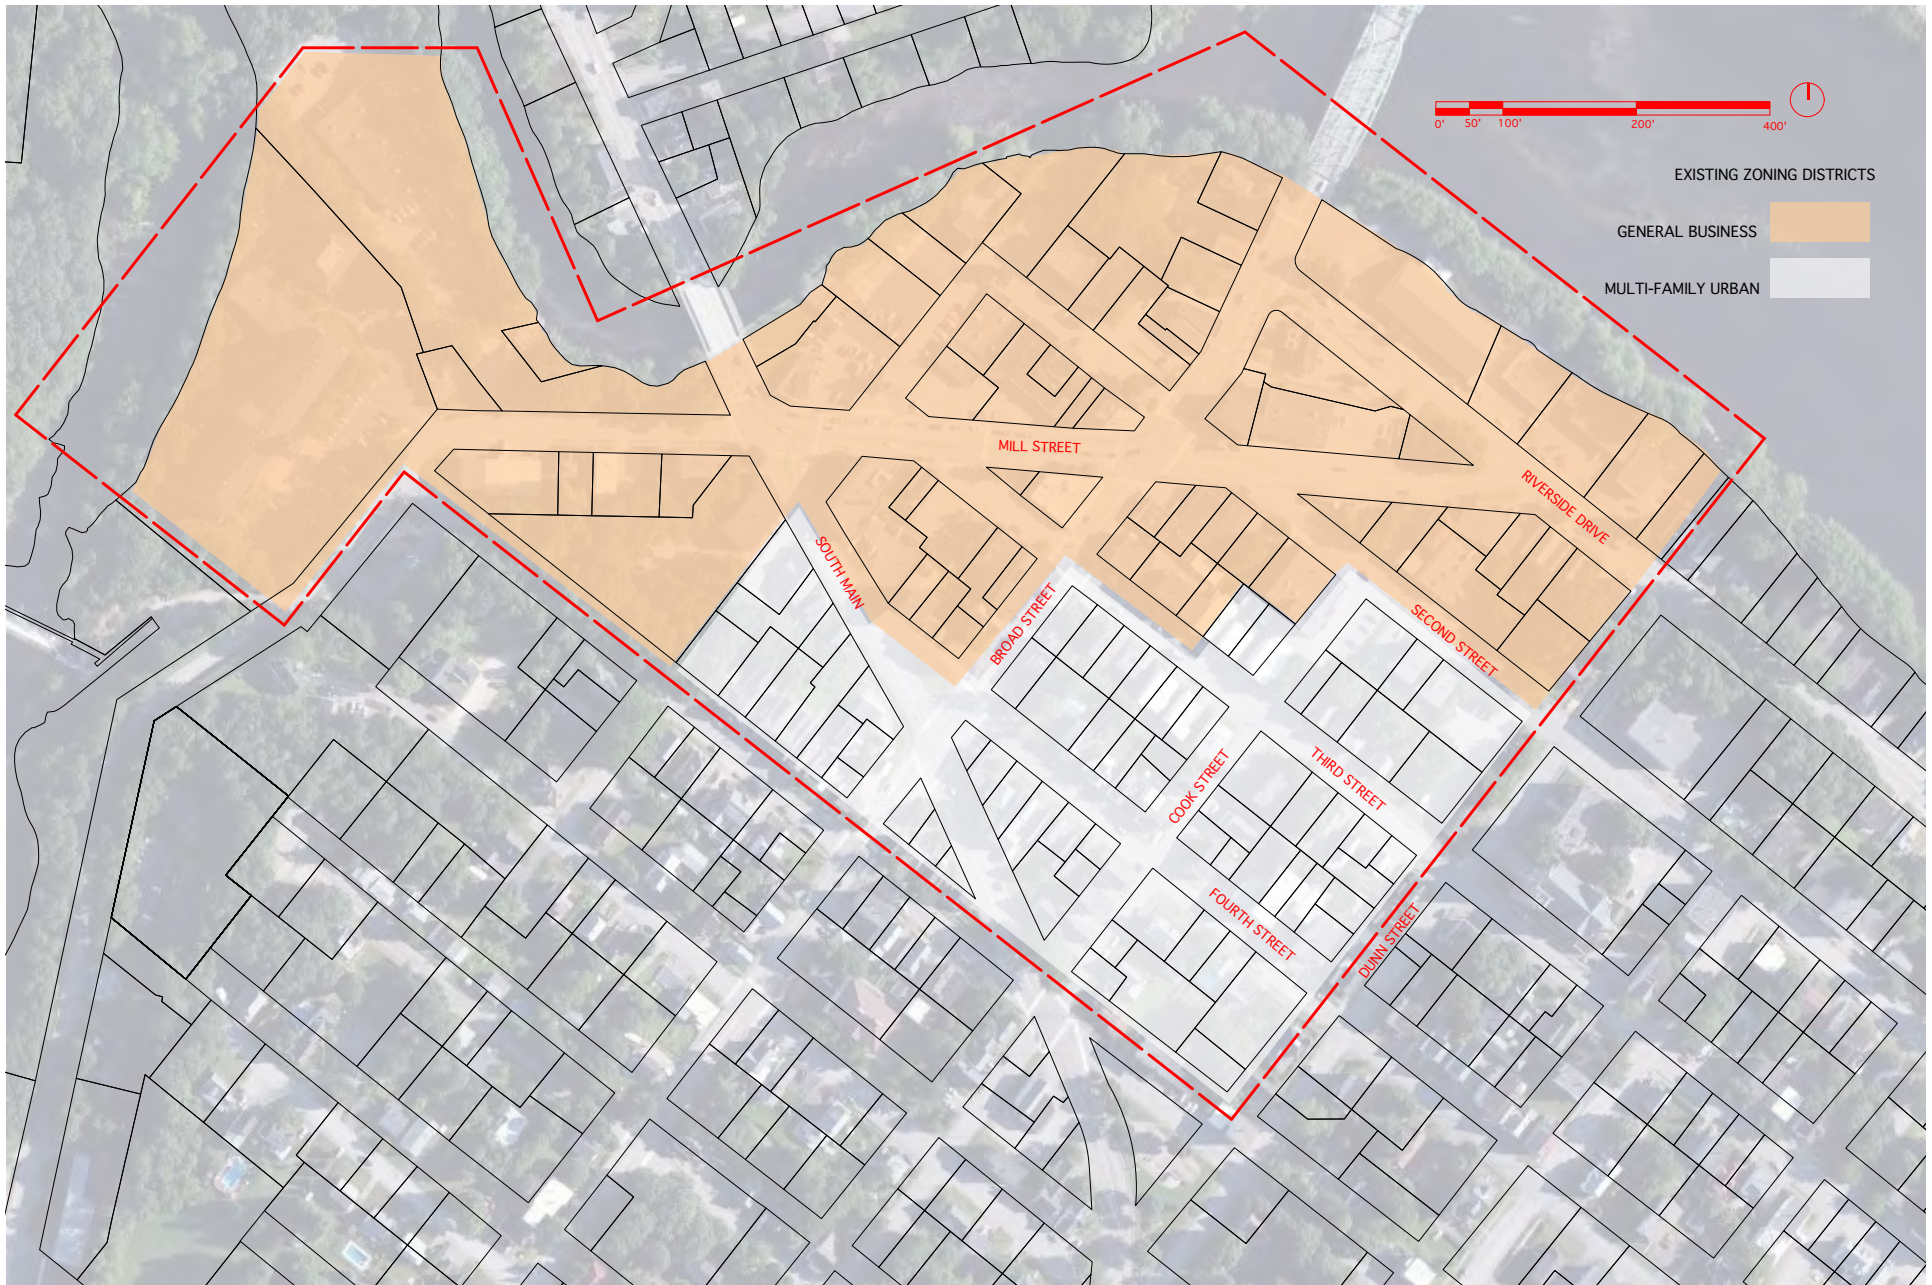 0' 50' 100' 200' 400'
EXISTING ZONING DISTRICTS
GENERAL BUSINESS
MULTI-FAMILY URBAN
MILL STREET
RIVERSIDE DRIVE
SOUTH MAIN
BROAD STREET
SECOND STREET
COOK STREET
THIRD STREET
FOURTH STREET
DUNN STREET